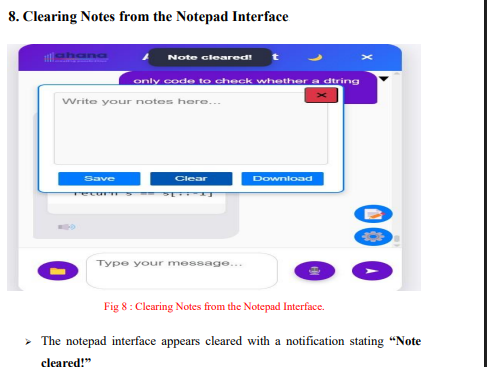 8. Clearing Notes from the Notepad Interface
ahana
Note cleared!
t
×
only code to check whether a dtring
Write your notes here...
×
Save Clear Download
return s == s[::-1]
Type your message...
Fig 8 : Clearing Notes from the Notepad Interface.
➢ The notepad interface appears cleared with a notification stating “Note
cleared!”